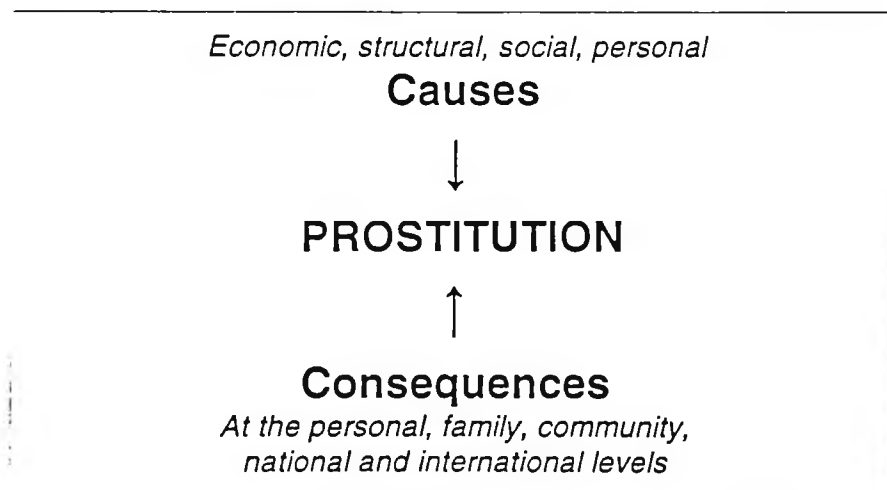 Economic, structural, social, personal
Causes
↓
PROSTITUTION
↑
Consequences
At the personal, family, community,
national and international levels